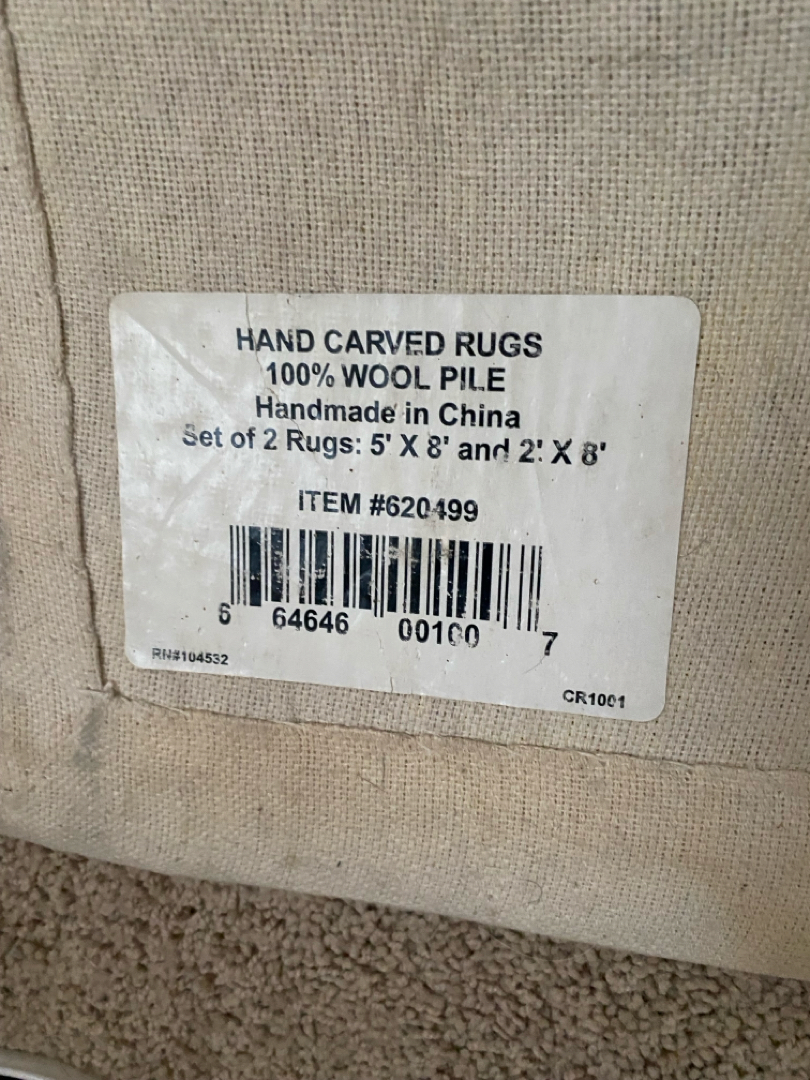 HAND CARVED RUGS
100% WOOL PILE
Handmade in China
Set of 2 Rugs: 5' X 8' and 2' X 8'
ITEM #620499
6 64646 00100 7
RN#104532
CR1001